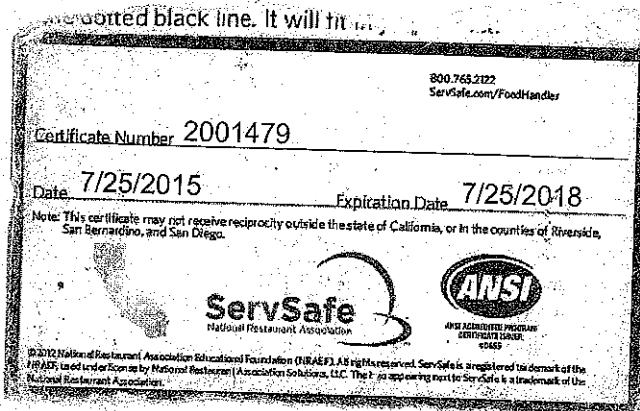 dotted black line. It will fit
800.765.2122
ServSafe.com/FoodHandler
Certificate Number 2001479
Date 7/25/2015 Expiration Date 7/25/2018
Note: This certificate may not receive reciprocity outside the state of California, or in the counties of Riverside,
San Bernardino, and San Diego.
ServSafe
National Restaurant Association
ANSI
ANSI ACCREDITED PROGRAM
CERTIFICATE ISSUER
#0655
©2012 National Restaurant Association Educational Foundation (NRAEF). All rights reserved. ServSafe is a registered trademark of the
NRAEF, used under license by National Restaurant Association Solutions, LLC. The appearing next to ServSafe is a trademark of the
National Restaurant Association.